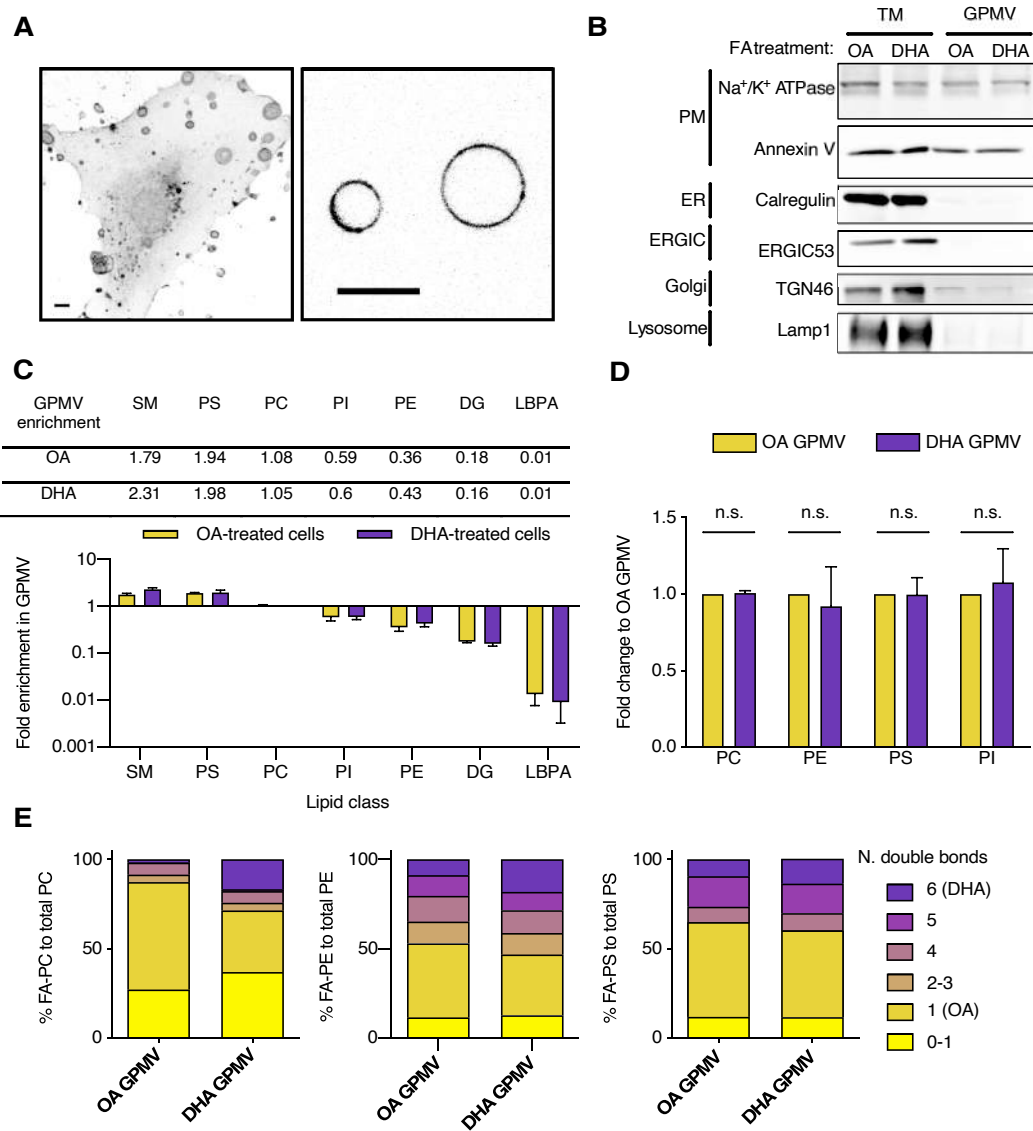 A
B
TM GPMV
FAtreatment: OA DHA OA DHA
PM
Na+/K+ ATPase
Annexin V
ER Calregulin
ERGIC ERGIC53
Golgi TGN46
Lysosome Lamp1
C
GPMV enrichment SM PS PC PI PE DG LBPA
OA 1.79 1.94 1.08 0.59 0.36 0.18 0.01
DHA 2.31 1.98 1.05 0.6 0.43 0.16 0.01
OA-treated cells DHA-treated cells
Fold enrichment in GPMV
10
1
0.1
0.01
0.001
SM PS PC PI PE DG LBPA
Lipid class
D
OA GPMV DHA GPMV
Fold change to OA GPMV
1.5
1.0
0.5
0.0
n.s. n.s. n.s. n.s.
PC PE PS PI
E
% FA-PC to total PC
100
50
0
OA GPMV DHA GPMV
% FA-PE to total PE
100
50
0
OA GPMV DHA GPMV
% FA-PS to total PS
100
50
0
OA GPMV DHA GPMV
N. double bonds
6 (DHA)
5
4
2-3
1 (OA)
0-1